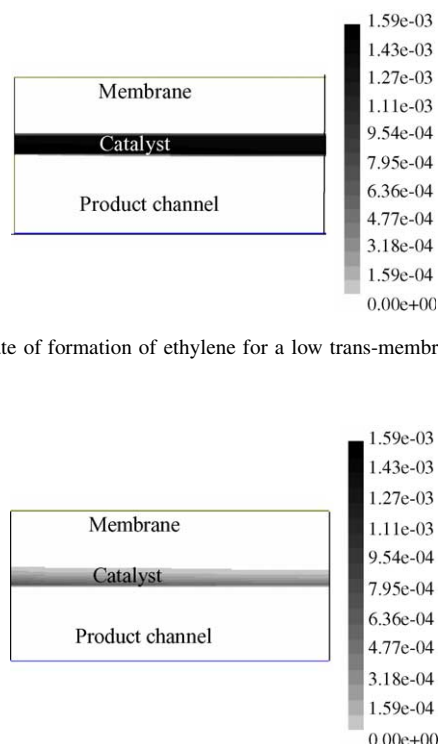 1.59e-03
1.43e-03
1.27e-03
1.11e-03
9.54e-04
7.95e-04
6.36e-04
4.77e-04
3.18e-04
1.59e-04
0.00e+00
Membrane
Catalyst
Product channel
of formation of ethylene for a low
1.59e-03
1.43e-03
1.27e-03
1.11e-03
9.54e-04
7.95e-04
6.36e-04
4.77e-04
3.18e-04
1.59e-04
0.00e+00
Membrane
Catalyst
Product channel